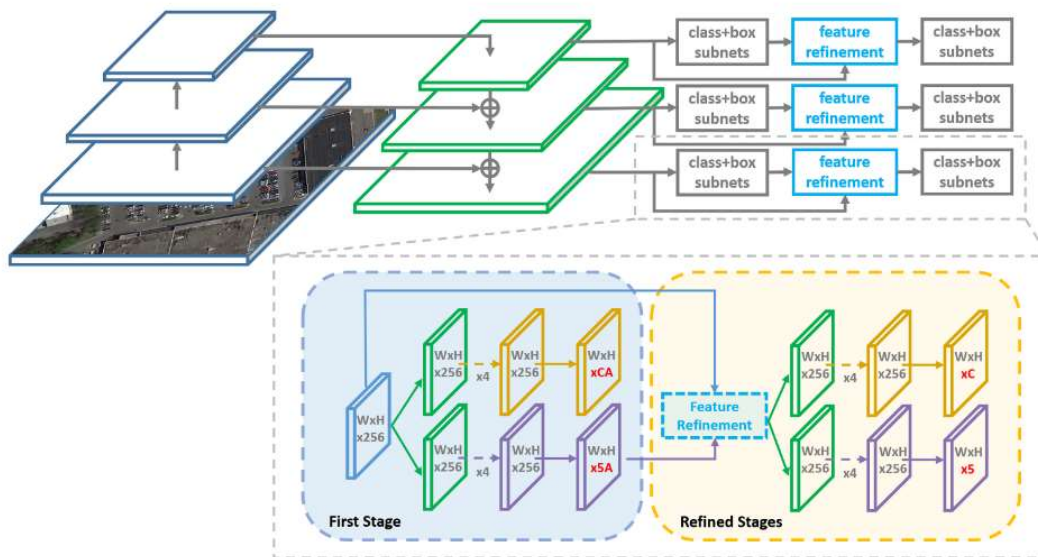 class+box
subnets
feature
refinement
class+box
subnets
class+box
subnets
feature
refinement
class+box
subnets
class+box
subnets
feature
refinement
class+box
subnets
WxH
x256
WxH
x256
x4
WxH
x256
WxH
xCA
WxH
x256
x4
WxH
x256
WxH
x5A
First Stage
Feature
Refinement
WxH
x256
x4
WxH
x256
WxH
xC
WxH
x256
x4
WxH
x256
WxH
x5
Refined Stages